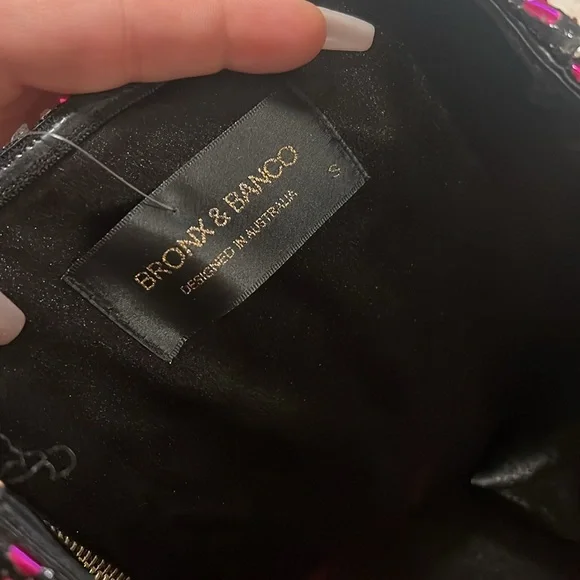 BRONX & BANCO
DESIGNED IN AUSTRALIA
S